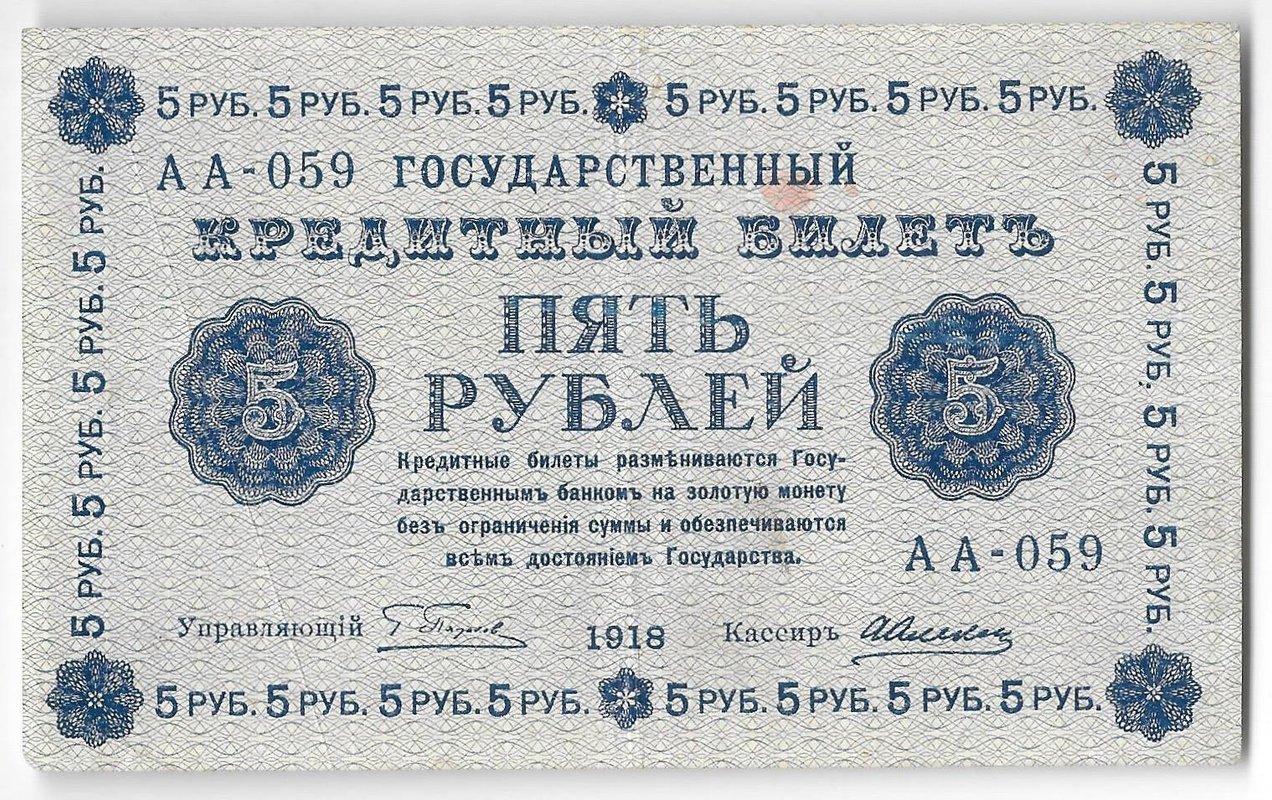 5 РУБ. 5 РУБ. 5 РУБ. 5 РУБ. 5 РУБ. 5 РУБ. 5 РУБ. 5 РУБ.
АА-059 ГОСУДАРСТВЕННЫЙ
КРЕДИТНЫЙ БИЛЕТЪ
5 РУБ. 5 РУБ. 5 РУБ. 5 РУБ.
ПЯТЬ
РУБЛЕЙ
5
5
Кредитные билеты размѣниваются Госу-
дарственнымъ банкомъ на золотую монету
безъ ограниченія суммы и обезпечиваются
всѣмъ достояніемъ Государства.
АА-059
5 РУБ. 5 РУБ. 5 РУБ. 5 РУБ.
Управляющій
1918
Кассиръ
5 РУБ. 5 РУБ. 5 РУБ. 5 РУБ. 5 РУБ. 5 РУБ. 5 РУБ. 5 РУБ.